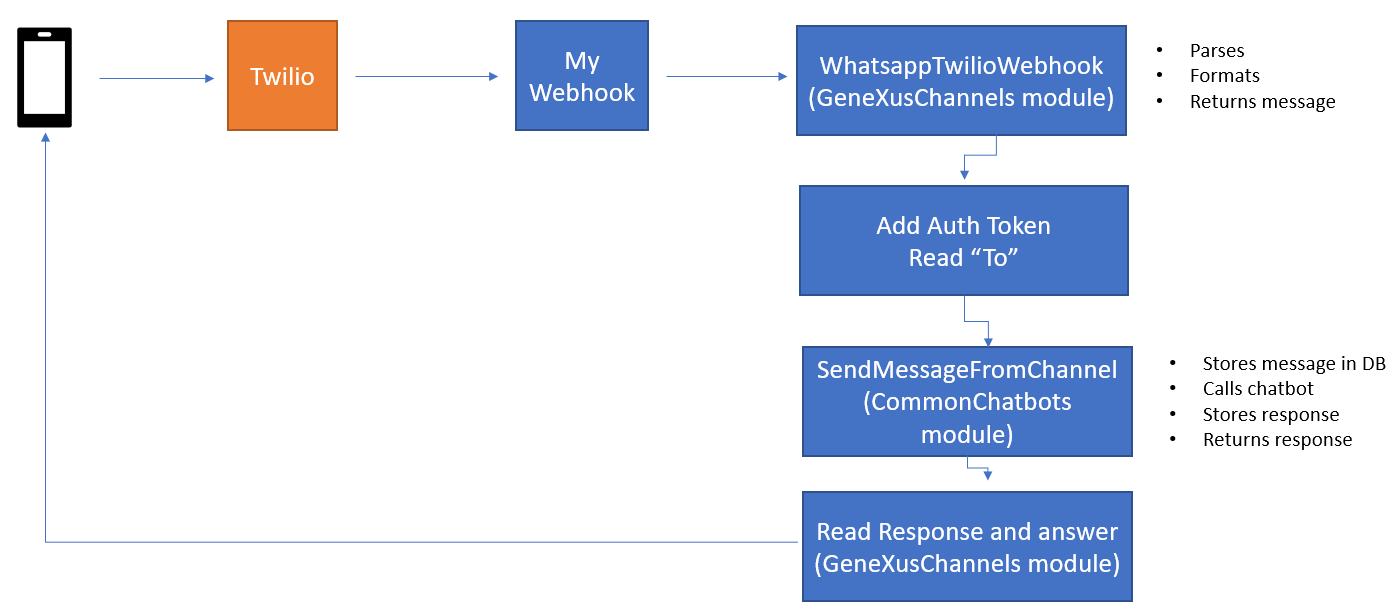 Twilio
My
Webhook
WhatsappTwilioWebhook
(GeneXusChannels module)
• Parses
• Formats
• Returns message
Add Auth Token
Read “To”
SendMessageFromChannel
(CommonChatbots
module)
• Stores message in DB
• Calls chatbot
• Stores response
• Returns response
Read Response and answer
(GeneXusChannels module)